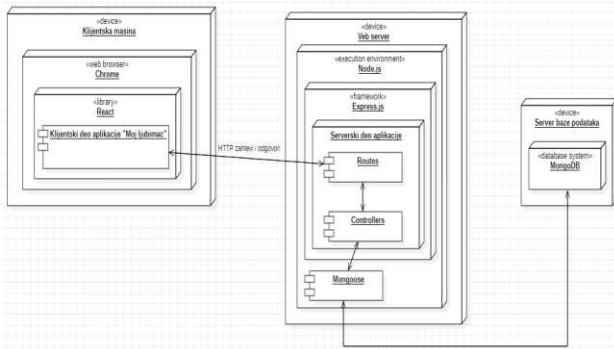 «device»
Klijentska masina
«web browser»
Chrome
«library»
React
Klijentski deo aplikacije "Moj ljubimac"
HTTP zahtevi i odgovori
«device»
Veb server
«execution environment»
Node.js
«framework»
Express.js
Serverski deo aplikacije
Routes
Controllers
Mongoose
«device»
Server baze podataka
«database system»
MongoDB